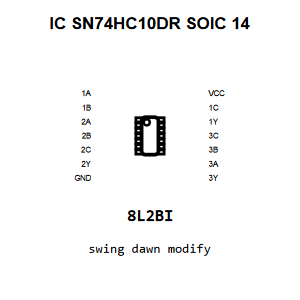 IC SN74HC10DR SOIC 14
1A VCC
1B 1C
2A 1Y
2B 3C
2C 3B
2Y 3A
GND 3Y
8L2BI
swing dawn modify